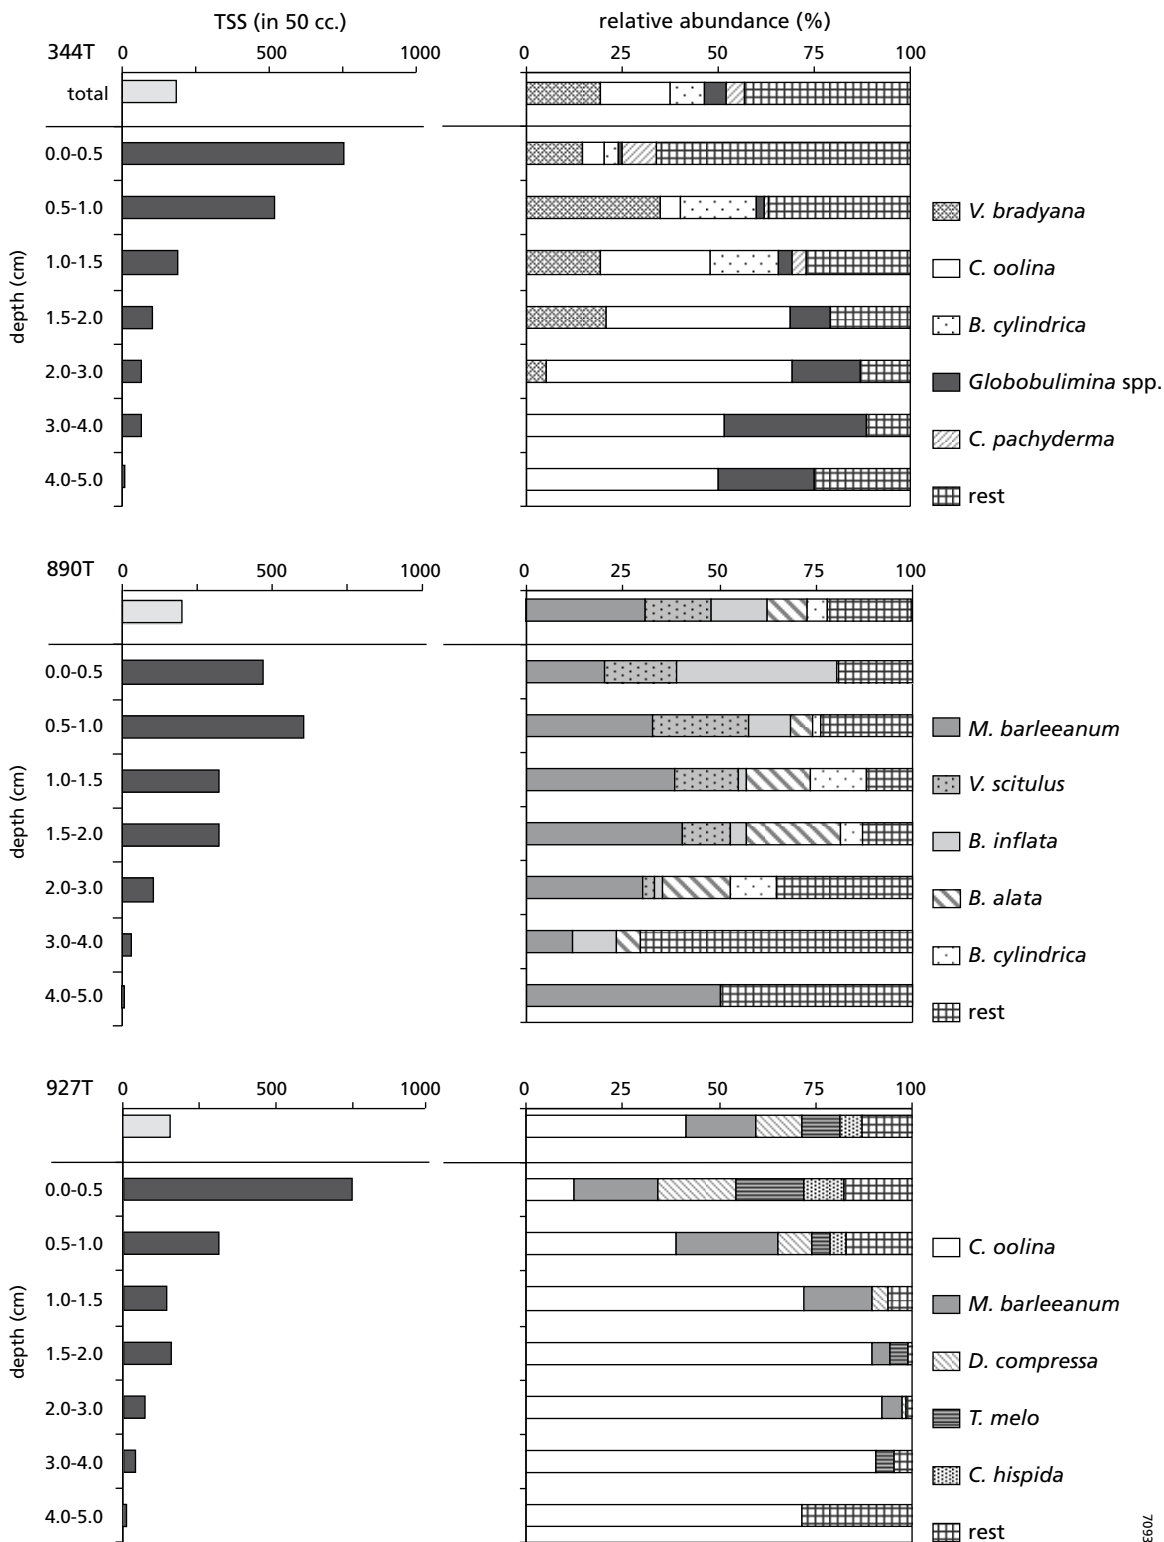 TSS (in 50 cc.) relative abundance (%)
344T 0 500 1000 0 25 50 75 100
total
0.0-0.5
0.5-1.0
1.0-1.5
1.5-2.0
2.0-3.0
3.0-4.0
4.0-5.0
depth (cm)
V. bradyana
C. oolina
B. cylindrica
Globobulimina spp.
C. pachyderma
rest
890T 0 500 1000 0 25 50 75 100
0.0-0.5
0.5-1.0
1.0-1.5
1.5-2.0
2.0-3.0
3.0-4.0
4.0-5.0
depth (cm)
M. barleeanum
V. scitulus
B. inflata
B. alata
B. cylindrica
rest
927T 0 500 1000 0 25 50 75 100
0.0-0.5
0.5-1.0
1.0-1.5
1.5-2.0
2.0-3.0
3.0-4.0
4.0-5.0
depth (cm)
C. oolina
M. barleeanum
D. compressa
T. melo
C. hispida
rest
7093